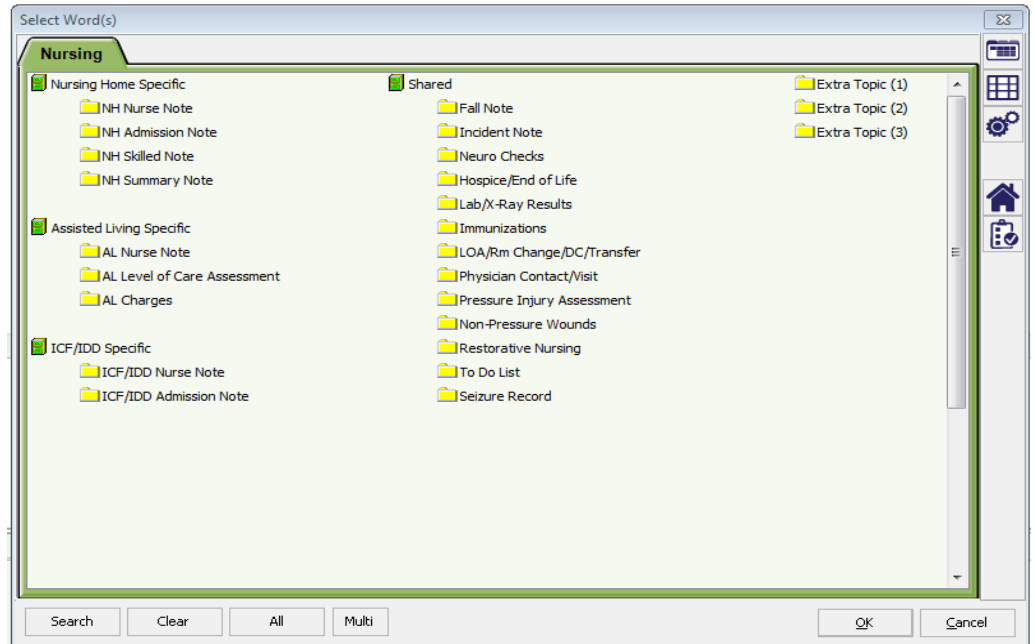 Select Word(s)
Nursing
Nursing Home Specific
NH Nurse Note
NH Admission Note
NH Skilled Note
NH Summary Note
Assisted Living Specific
AL Nurse Note
AL Level of Care Assessment
AL Charges
ICF/IDD Specific
ICF/IDD Nurse Note
ICF/IDD Admission Note
Shared
Fall Note
Incident Note
Neuro Checks
Hospice/End of Life
Lab/X-Ray Results
Immunizations
LOA/Rm Change/DC/Transfer
Physician Contact/Visit
Pressure Injury Assessment
Non-Pressure Wounds
Restorative Nursing
To Do List
Seizure Record
Extra Topic (1)
Extra Topic (2)
Extra Topic (3)
Search
Clear
All
Multi
OK
Cancel